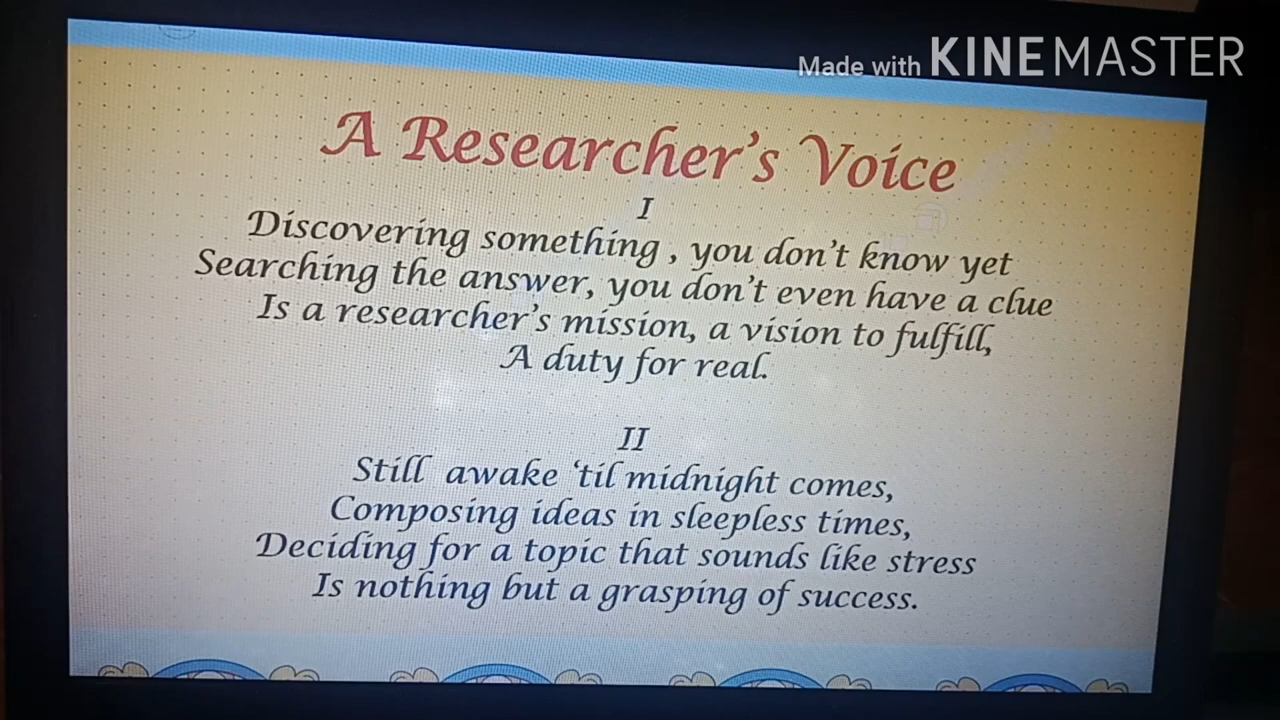 Made with KINEMASTER
A Researcher's Voice
I
Discovering something , you don't know yet
Searching the answer, you don't even have a clue
Is a researcher's mission, a vision to fulfill,
A duty for real.
II
Still awake 'til midnight comes,
Composing ideas in sleepless times,
Deciding for a topic that sounds like stress
Is nothing but a grasping of success.